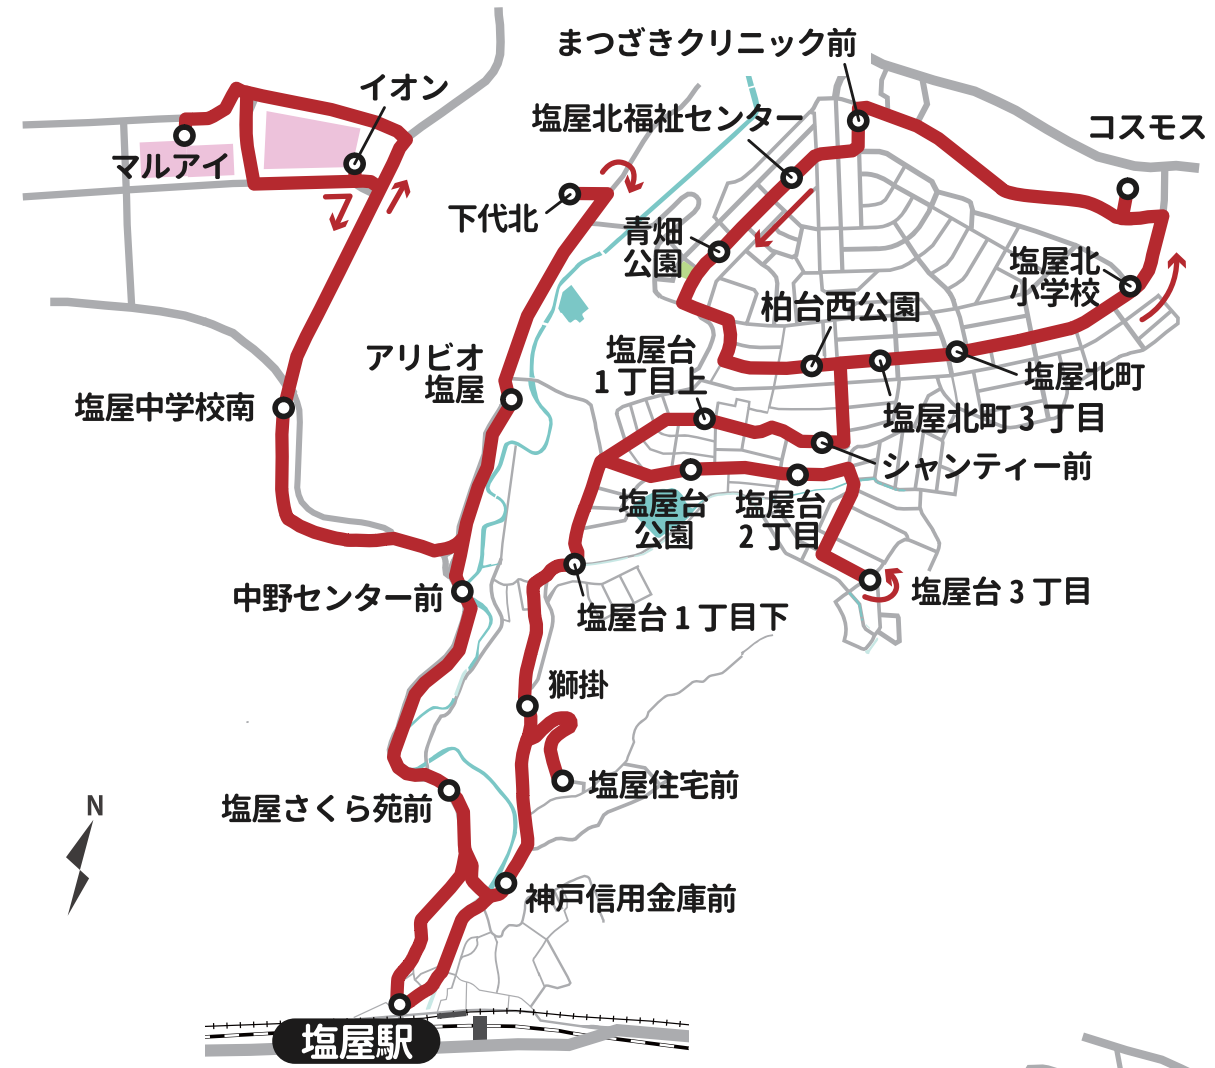 まつざきクリニック前
イオン
塩屋北福祉センター
コスモス
マルアイ
下代北
青畑
公園
塩屋北
小学校
柏台西公園
アリビオ
塩屋
塩屋台
1丁目上
塩屋北町
塩屋中学校南
塩屋北町3丁目
シャンティー前
塩屋台
公園
塩屋台
2丁目
中野センター前
塩屋台3丁目
塩屋台1丁目下
獅掛
塩屋住宅前
N
塩屋さくら苑前
神戸信用金庫前
塩屋駅